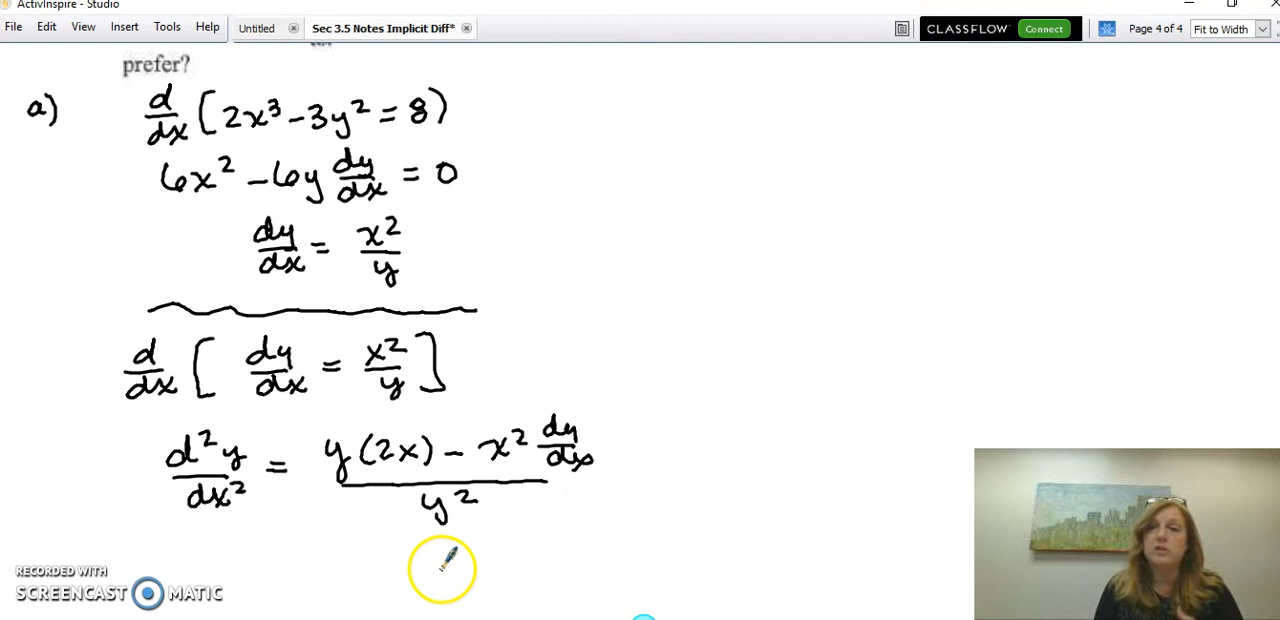 ActivInspire - Studio
File Edit View Insert Tools Help Untitled Sec 3.5 Notes Implicit Diff* CLASSFLOW Connect Page 4 of 4 Fit to Width
prefer?
a) d/dx [2x³ - 3y² = 8)
6x² - 6y dy/dx = 0
dy/dx = x²/y
d/dx [ dy/dx = x²/y ]
d²y/dx² = y(2x) - x² dy/dx / y²
RECORDED WITH
SCREENCAST MATIC